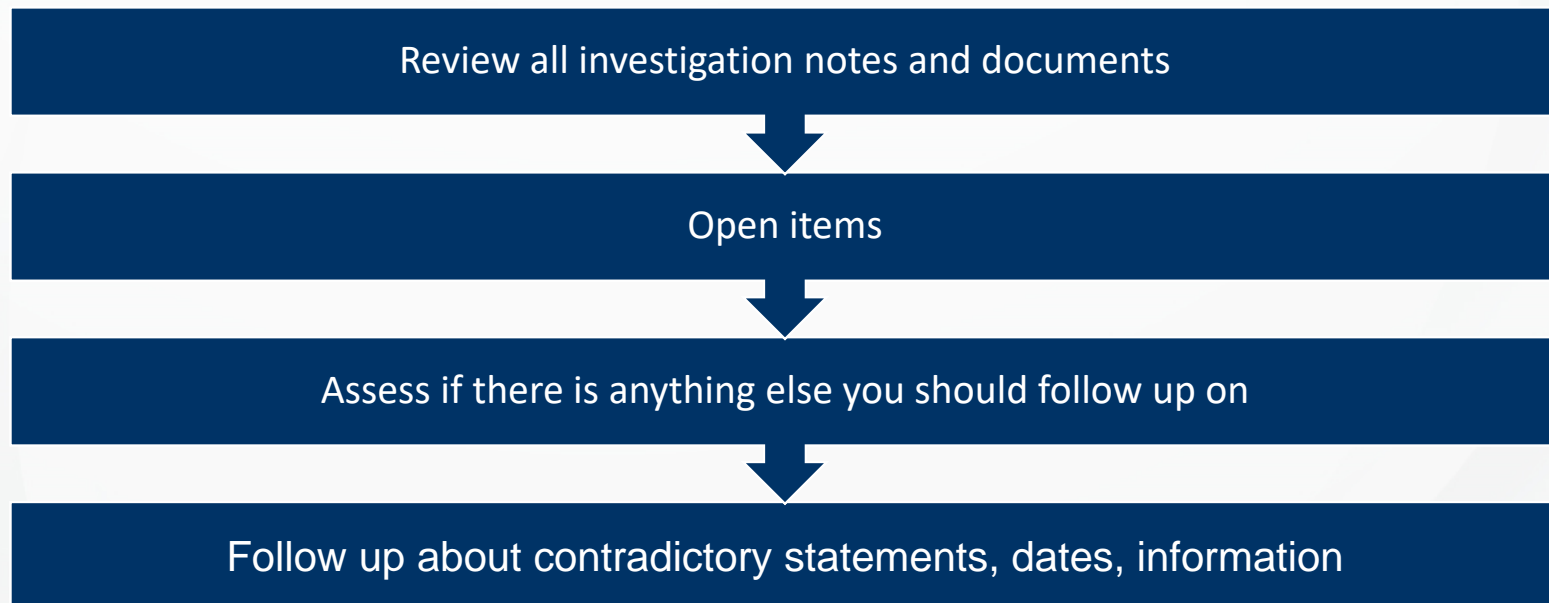 Review all investigation notes and documents
Open items
Assess if there is anything else you should follow up on
Follow up about contradictory statements, dates, information